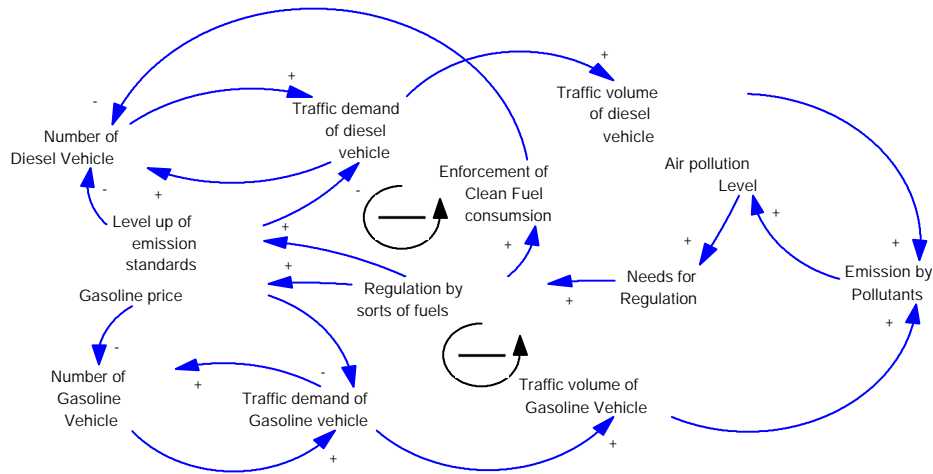 Number of
Diesel Vehicle
-
+
Traffic demand
of diesel
vehicle
+
Traffic volume
of diesel
vehicle
Air pollution
Level
Enforcement of
Clean Fuel
consumsion
-
+
-
Level up of
emission
standards
+
+
Gasoline price
Regulation by
sorts of fuels
+
+
Needs for
Regulation
+
+
+
Emission by
Pollutants
+
-
Number of
Gasoline
Vehicle
+
-
Traffic demand of
Gasoline vehicle
+
Traffic volume of
Gasoline Vehicle
+